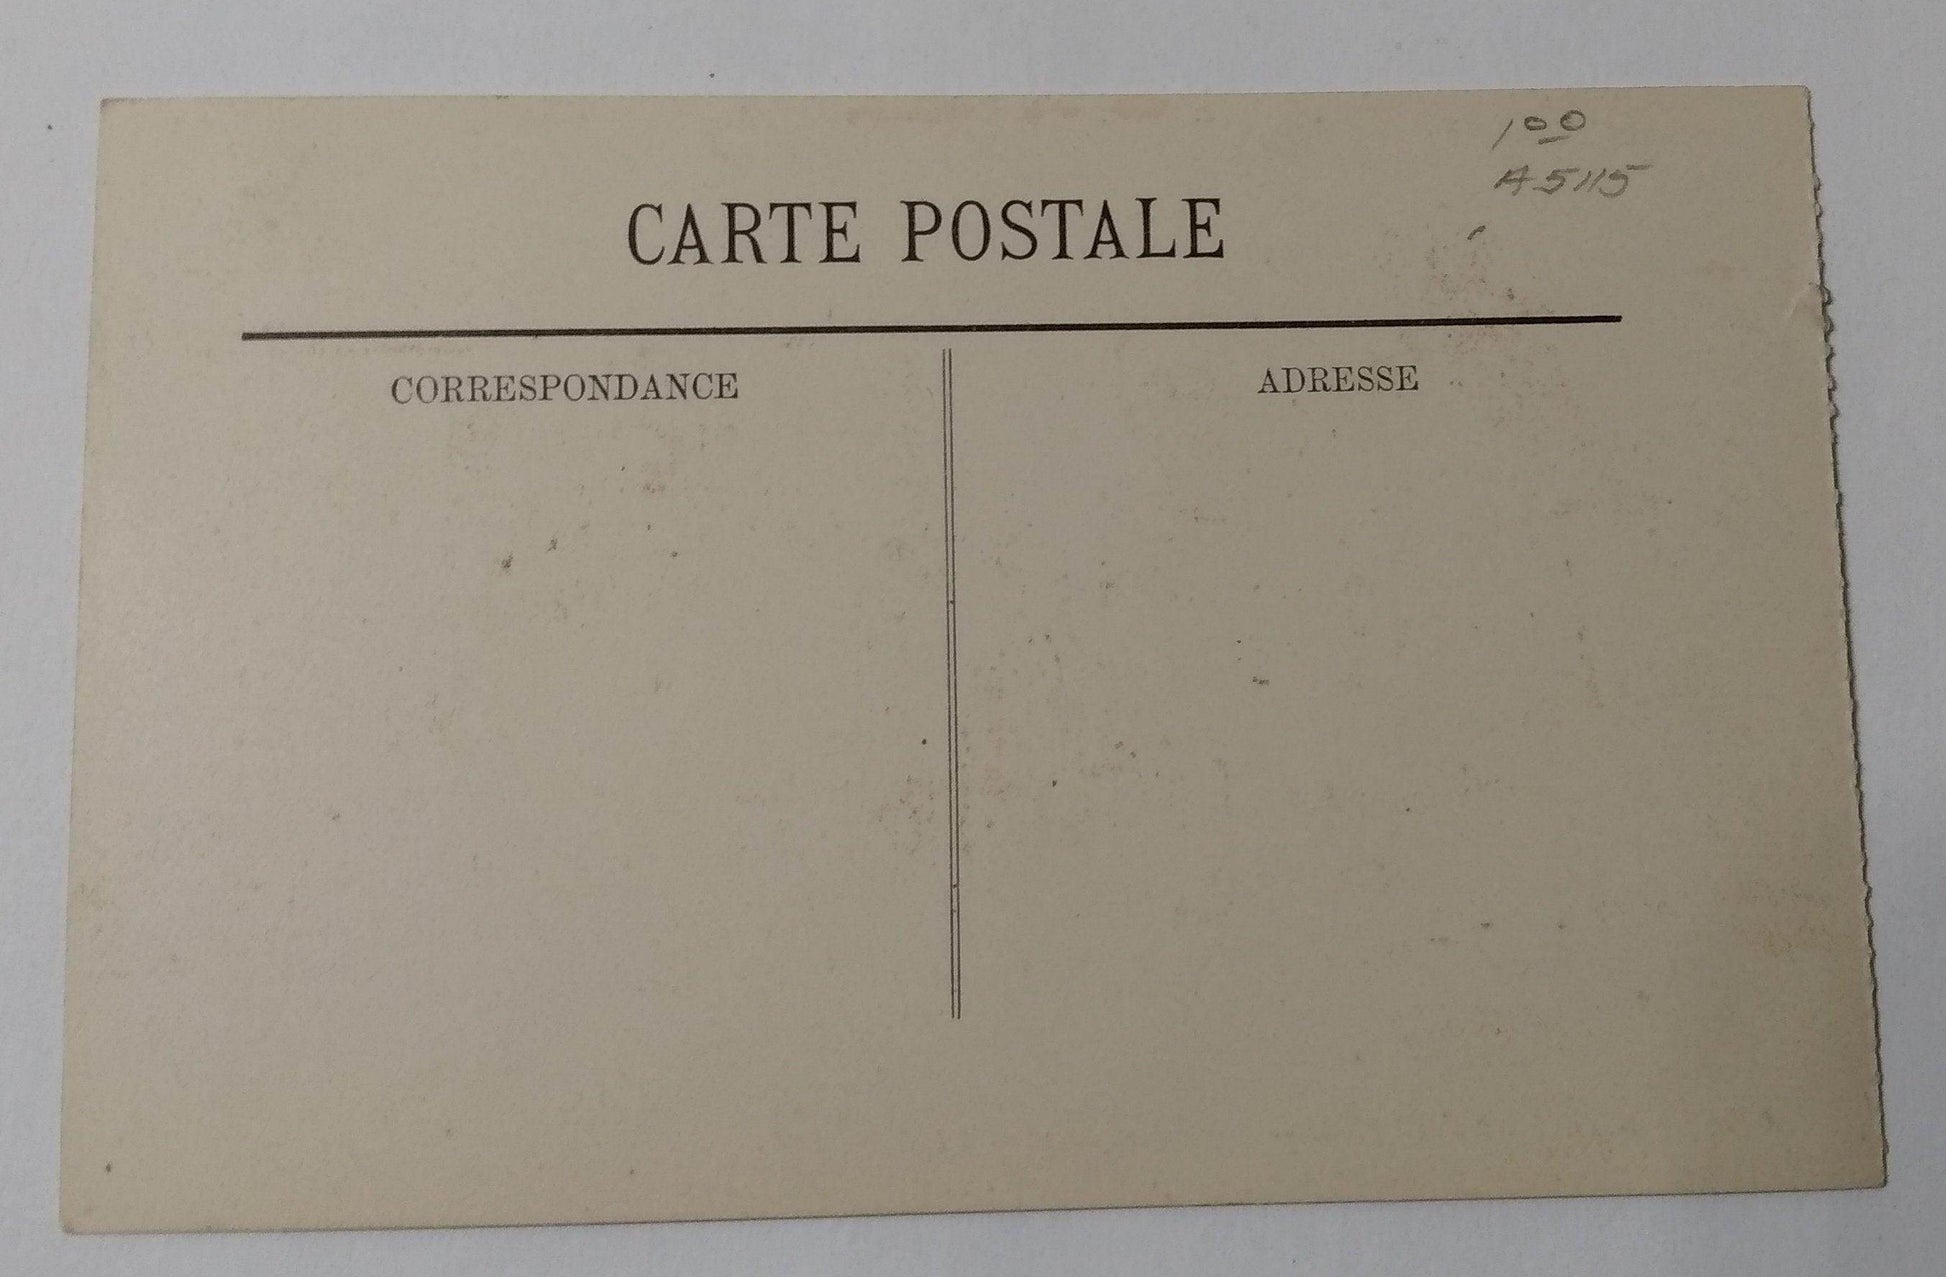 1 00
A5115
CARTE POSTALE
CORRESPONDANCE
ADRESSE